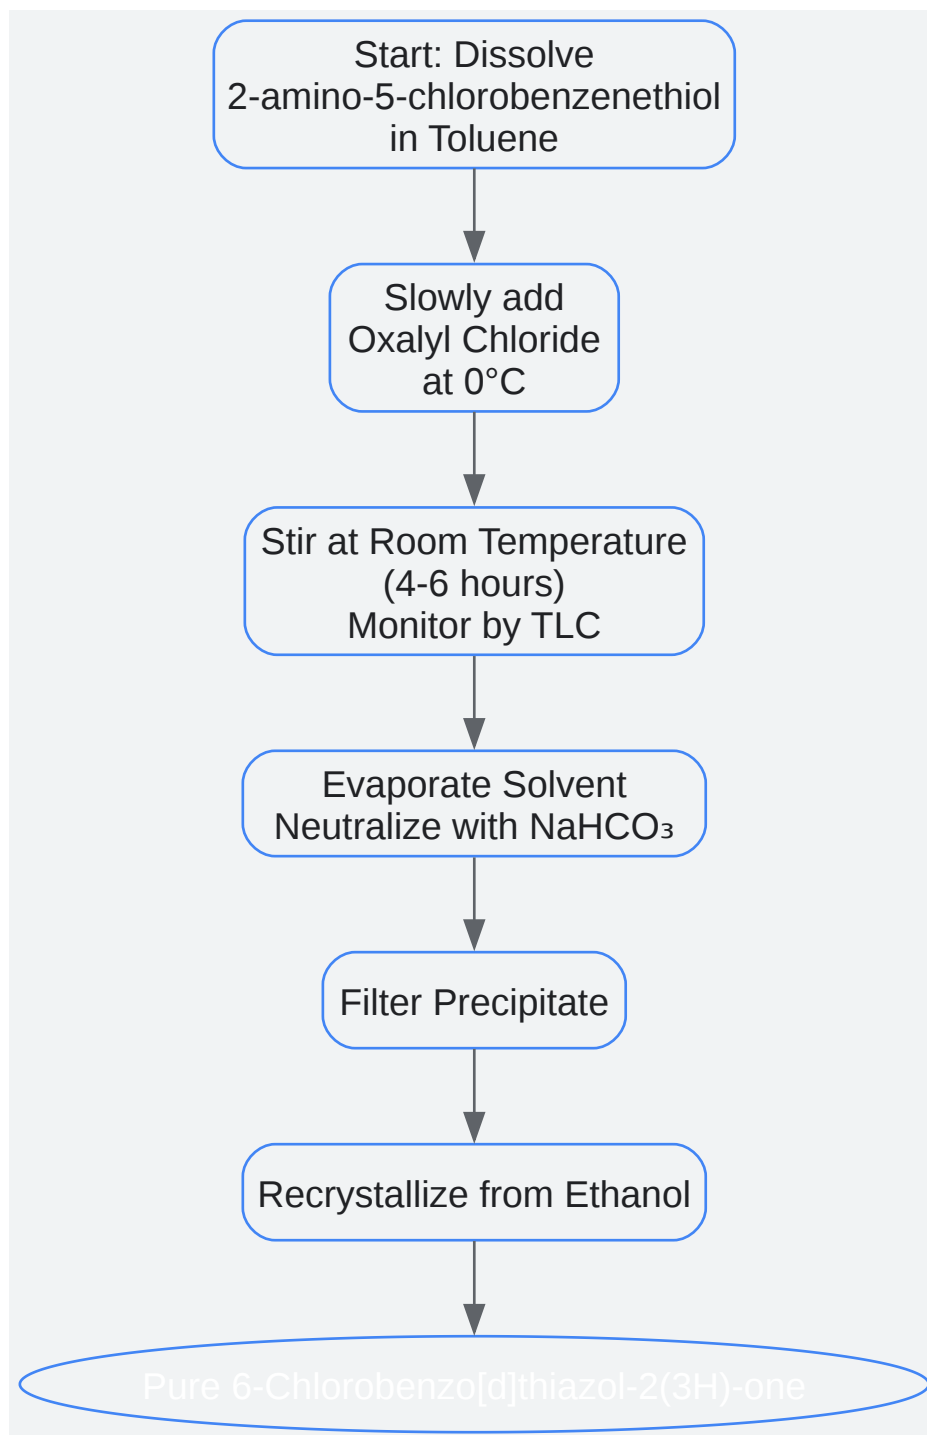 Start: Dissolve
2-amino-5-chlorobenzenethiol
in Toluene
Slowly add
Oxalyl Chloride
at 0°C
Stir at Room Temperature
(4-6 hours)
Monitor by TLC
Evaporate Solvent
Neutralize with NaHCO₃
Filter Precipitate
Recrystallize from Ethanol
Pure 6-Chlorobenzo[d]thiazol-2(3H)-one